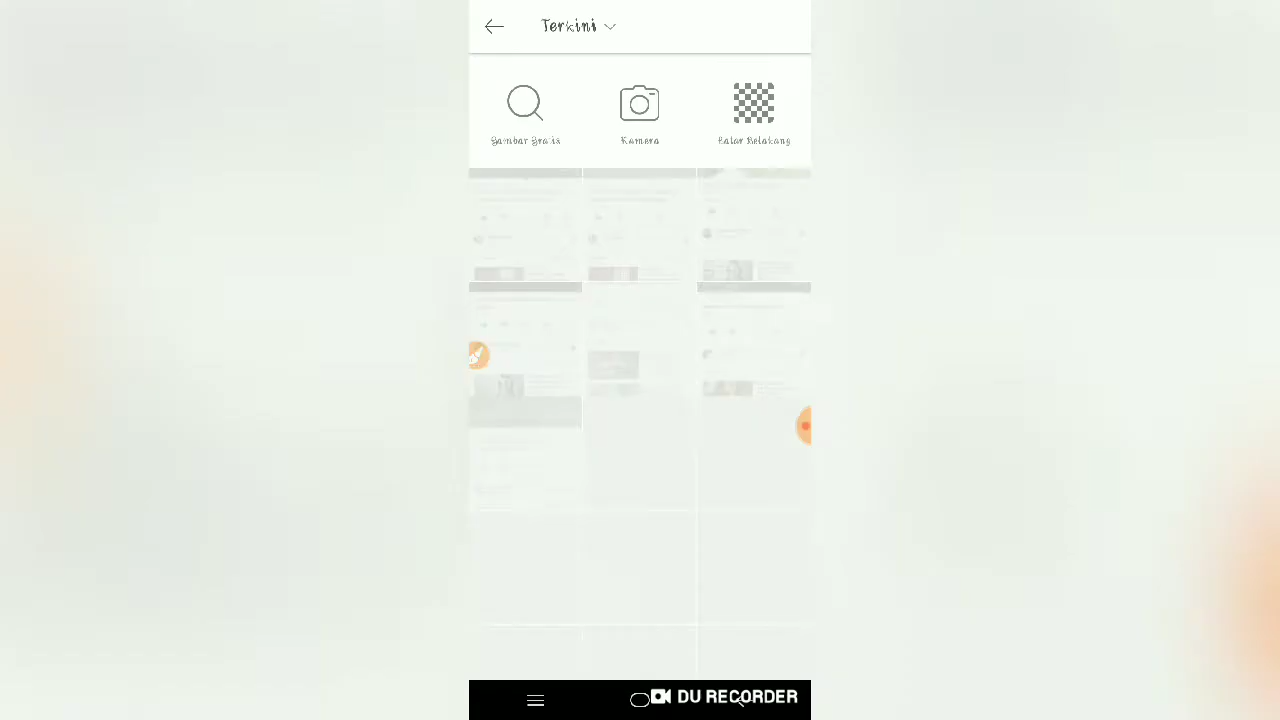 Terkini
Gambar Gratis
Kamera
Latar Belakang
DU RECORDER